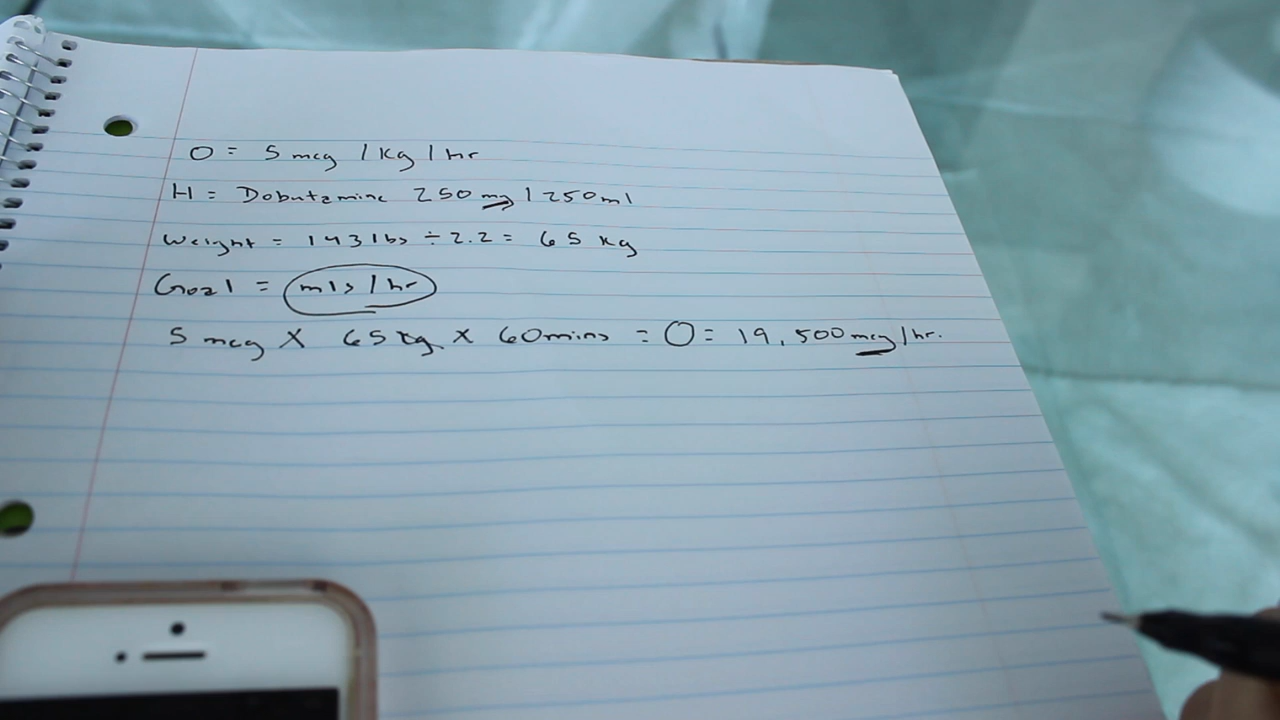 O = 5 mcg / kg / hr
H = Dobutamine 250 mg / 250 ml
Weight = 143 lbs ÷ 2.2 = 65 kg
Goal = mls / hr
5 mcg X 65 kg X 60 mins = O = 19,500 mcg / hr.